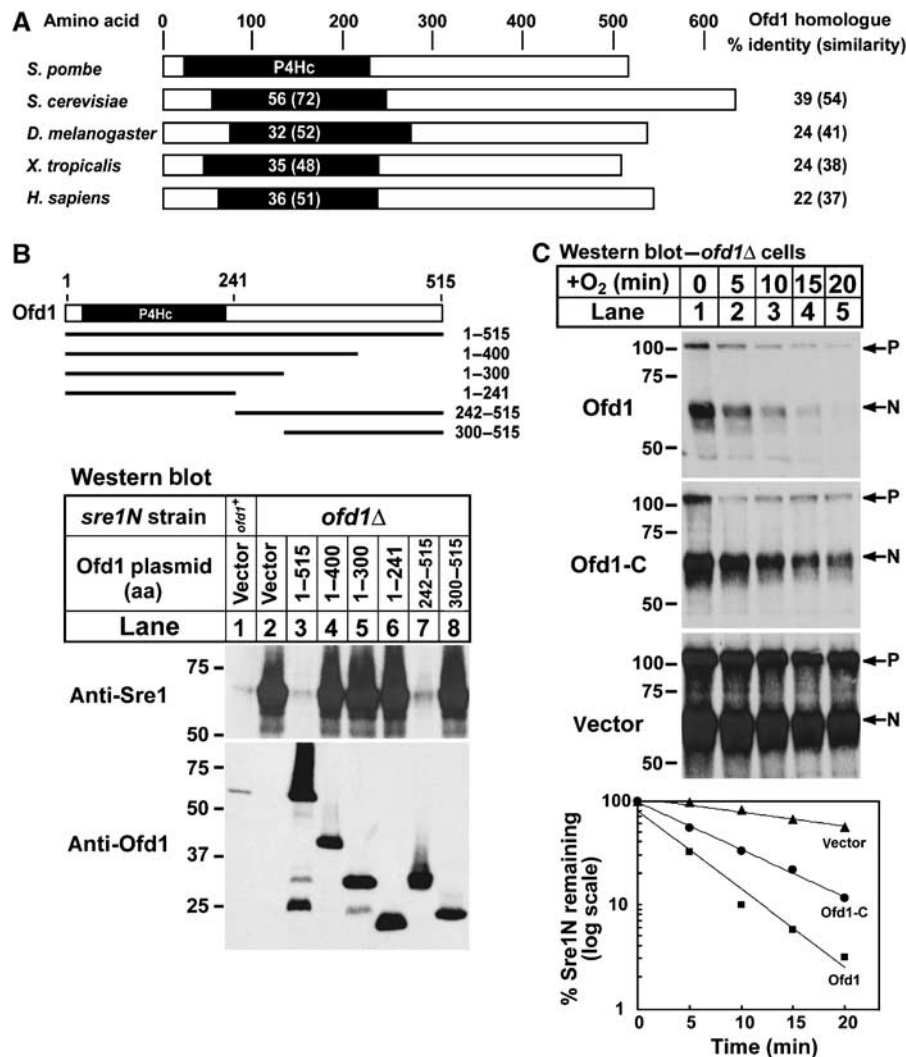 A Amino acid 0 100 200 300 400 500 600 Ofd1 homologue
% identity (similarity)
S. pombe P4Hc
S. cerevisiae 56 (72) 39 (54)
D. melanogaster 32 (52) 24 (41)
X. tropicalis 35 (48) 24 (38)
H. sapiens 36 (51) 22 (37)
B
1 241 515
Ofd1 P4Hc
1–515
1–400
1–300
1–241
242–515
300–515
Western blot
sre1N strain ofd1+ ofd1Δ
Ofd1 plasmid (aa) Vector Vector 1–515 1–400 1–300 1–241 242–515 300–515
Lane 1 2 3 4 5 6 7 8
75
Anti-Sre1
50
75
50
Anti-Ofd1
37
25
C Western blot—ofd1Δ cells
+O2 (min) 0 5 10 15 20
Lane 1 2 3 4 5
100 P
75
Ofd1 N
50
100 P
75
Ofd1-C N
50
100 P
75
Vector N
50
100
Vector
% Sre1N remaining
(log scale)
10
Ofd1-C
Ofd1
1
0 5 10 15 20
Time (min)